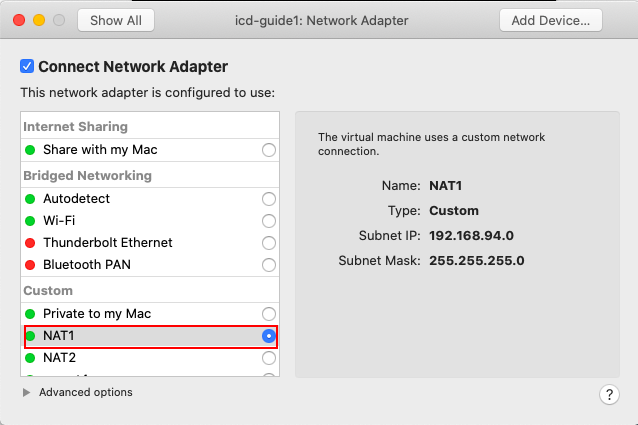 Show All
icd-guide1: Network Adapter
Add Device...
Connect Network Adapter
This network adapter is configured to use:
Internet Sharing
Share with my Mac
Bridged Networking
Autodetect
Wi-Fi
Thunderbolt Ethernet
Bluetooth PAN
Custom
Private to my Mac
NAT1
NAT2
The virtual machine uses a custom network
connection.
Name: NAT1
Type: Custom
Subnet IP: 192.168.94.0
Subnet Mask: 255.255.255.0
Advanced options
?